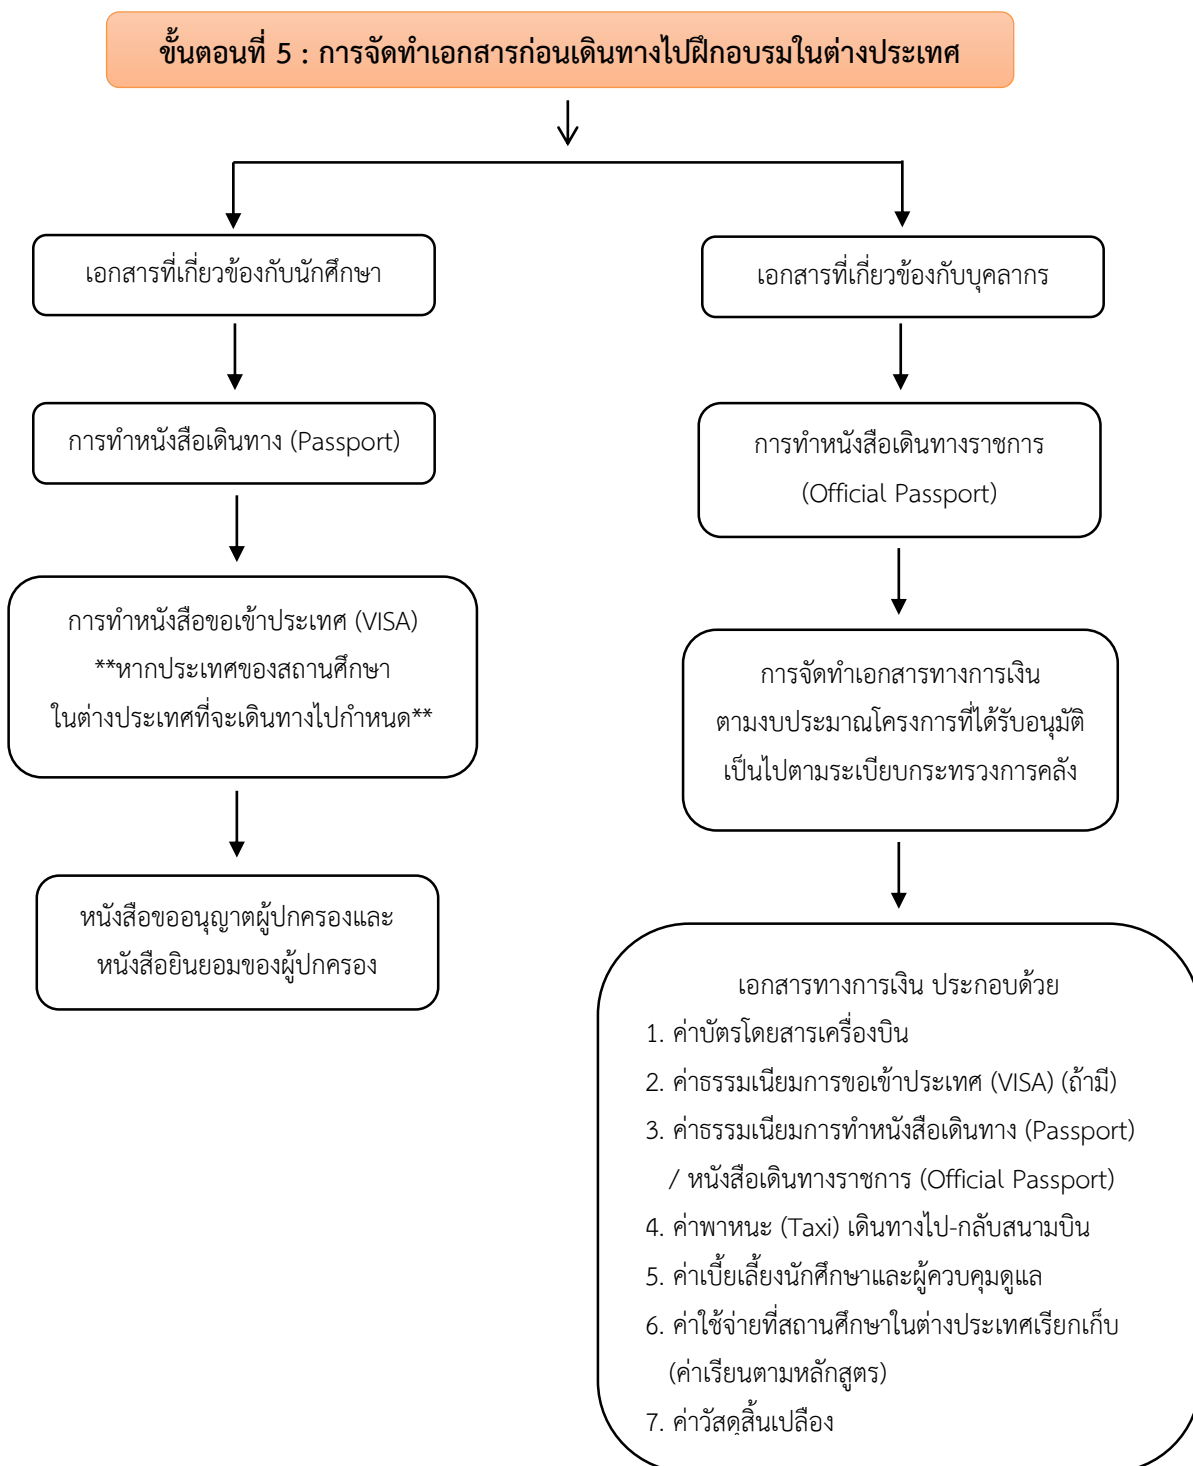 ขั้นตอนที่ 5 : การจัดทำเอกสารก่อนเดินทางไปฝึกอบรมในต่างประเทศ
เอกสารที่เกี่ยวข้องกับนักศึกษา
การทำหนังสือเดินทาง (Passport)
การทำหนังสือขอเข้าประเทศ (VISA)
**หากประเทศของสถานศึกษา
ในต่างประเทศที่จะเดินทางไปกำหนด**
หนังสือขออนุญาตผู้ปกครองและ
หนังสือยินยอมของผู้ปกครอง
เอกสารที่เกี่ยวข้องกับบุคลากร
การทำหนังสือเดินทางราชการ
(Official Passport)
การจัดทำเอกสารทางการเงิน
ตามงบประมาณโครงการที่ได้รับอนุมัติ
เป็นไปตามระเบียบกระทรวงการคลัง
เอกสารทางการเงิน ประกอบด้วย
1. ค่าบัตรโดยสารเครื่องบิน
2. ค่าธรรมเนียมการขอเข้าประเทศ (VISA) (ถ้ามี)
3. ค่าธรรมเนียมการทำหนังสือเดินทาง (Passport)
/ หนังสือเดินทางราชการ (Official Passport)
4. ค่าพาหนะ (Taxi) เดินทางไป-กลับสนามบิน
5. ค่าเบี้ยเลี้ยงนักศึกษาและผู้ควบคุมดูแล
6. ค่าใช้จ่ายที่สถานศึกษาในต่างประเทศเรียกเก็บ
(ค่าเรียนตามหลักสูตร)
7. ค่าวัสดุสิ้นเปลือง